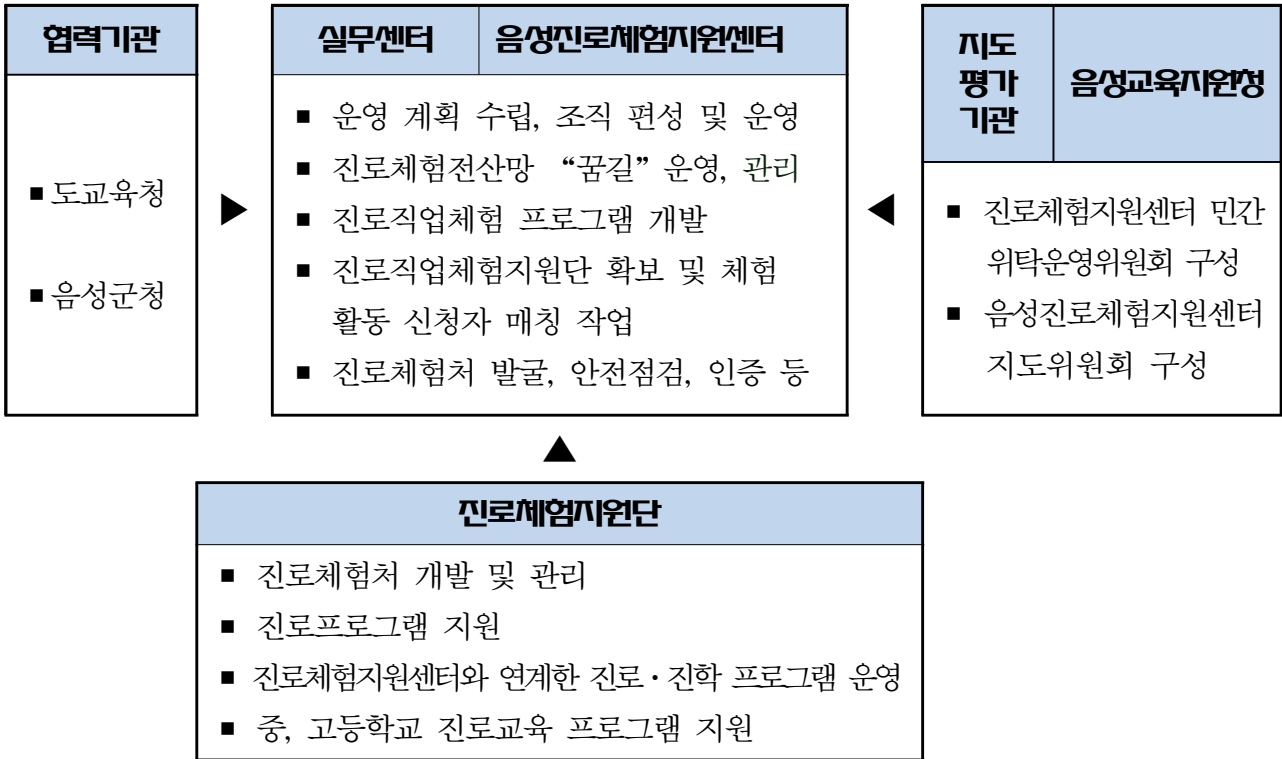 협력기관
■ 도교육청
■ 음성군청
▶
실무센터 음성진로체험지원센터
■ 운영 계획 수립, 조직 편성 및 운영
■ 진로체험전산망 “꿈길” 운영, 관리
■ 진로직업체험 프로그램 개발
■ 진로직업체험지원단 확보 및 체험
활동 신청자 매칭 작업
■ 진로체험처 발굴, 안전점검, 인증 등
◀
지도
평가
기관
음성교육지원청
■ 진로체험지원센터 민간
위탁운영위원회 구성
■ 음성진로체험지원센터
지도위원회 구성
▲
진로체험지원단
■ 진로체험처 개발 및 관리
■ 진로프로그램 지원
■ 진로체험지원센터와 연계한 진로・진학 프로그램 운영
■ 중, 고등학교 진로교육 프로그램 지원